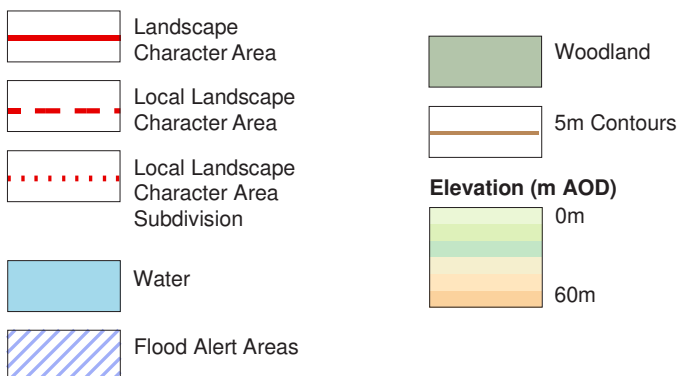 Landscape
Character Area
Local Landscape
Character Area
Local Landscape
Character Area
Subdivision
Water
Flood Alert Areas
Woodland
5m Contours
Elevation (m AOD)
0m
60m